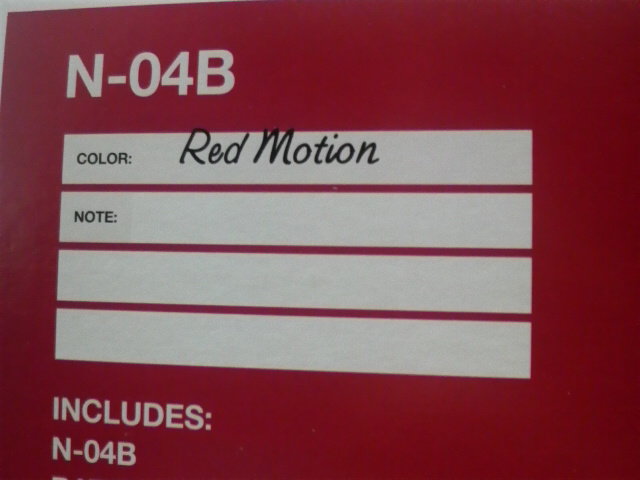 N-04B
COLOR: Red Motion
NOTE:
INCLUDES:
N-04B